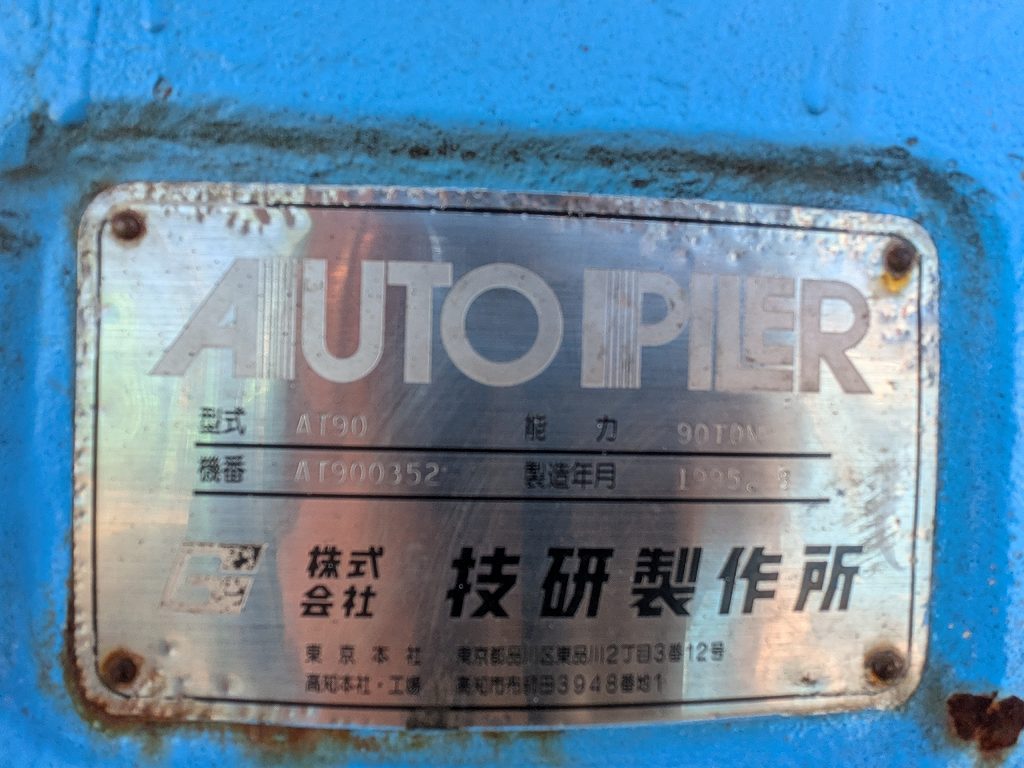 AUTO PILER
型式 AT90 能力 90TON
機番 AT900352 製造年月 1995.
株式会社 技研製作所
東京本社 東京都品川区東品川2丁目3番12号
高知本社・工場 高知市布師田3948番地1